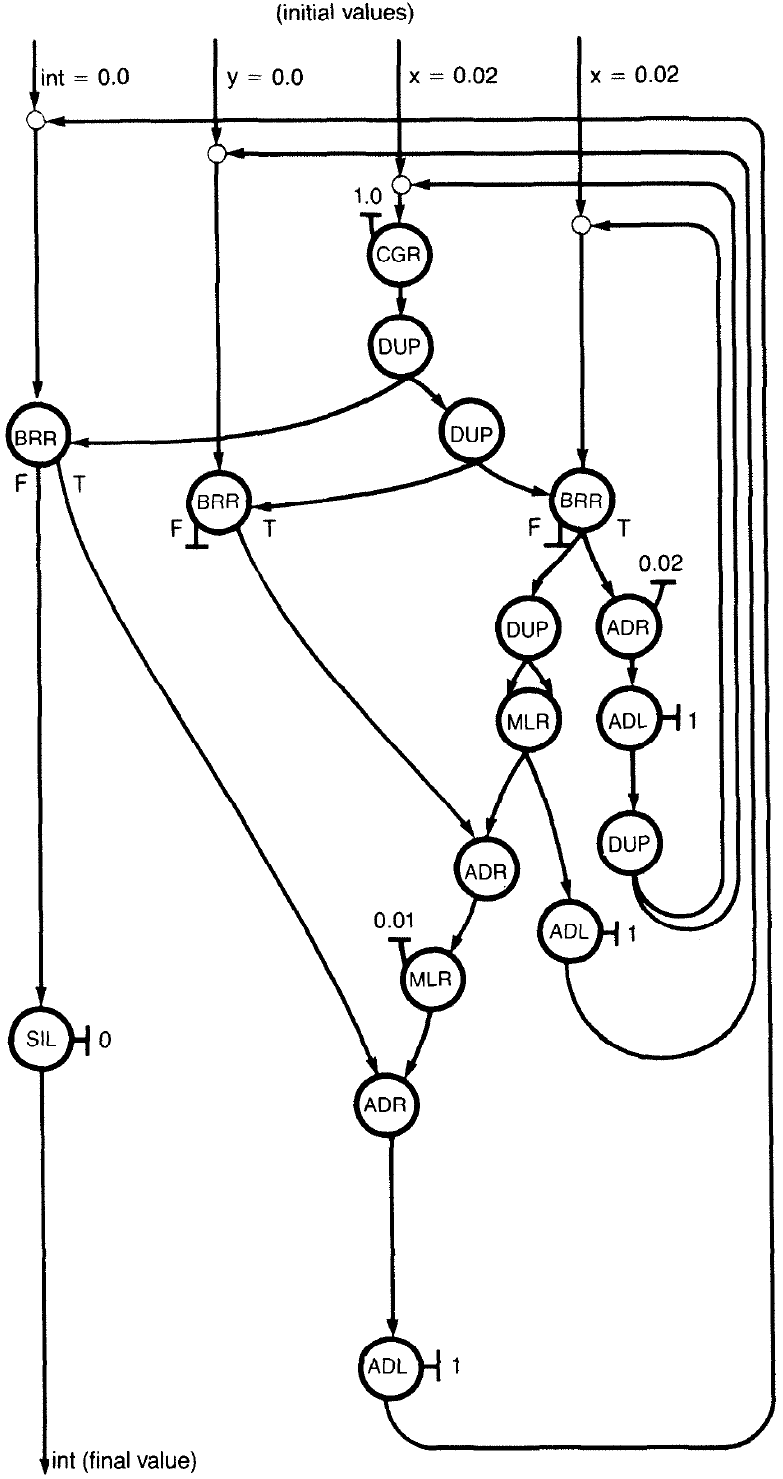 (initial values)
int = 0.0
y = 0.0
x = 0.02
x = 0.02
1.0
CGR
DUP
DUP
BRR
F
T
BRR
F
T
BRR
F
T
0.02
DUP
ADR
MLR
ADL
1
DUP
ADR
0.01
ADL
1
MLR
SIL
0
ADR
ADL
1
int (final value)